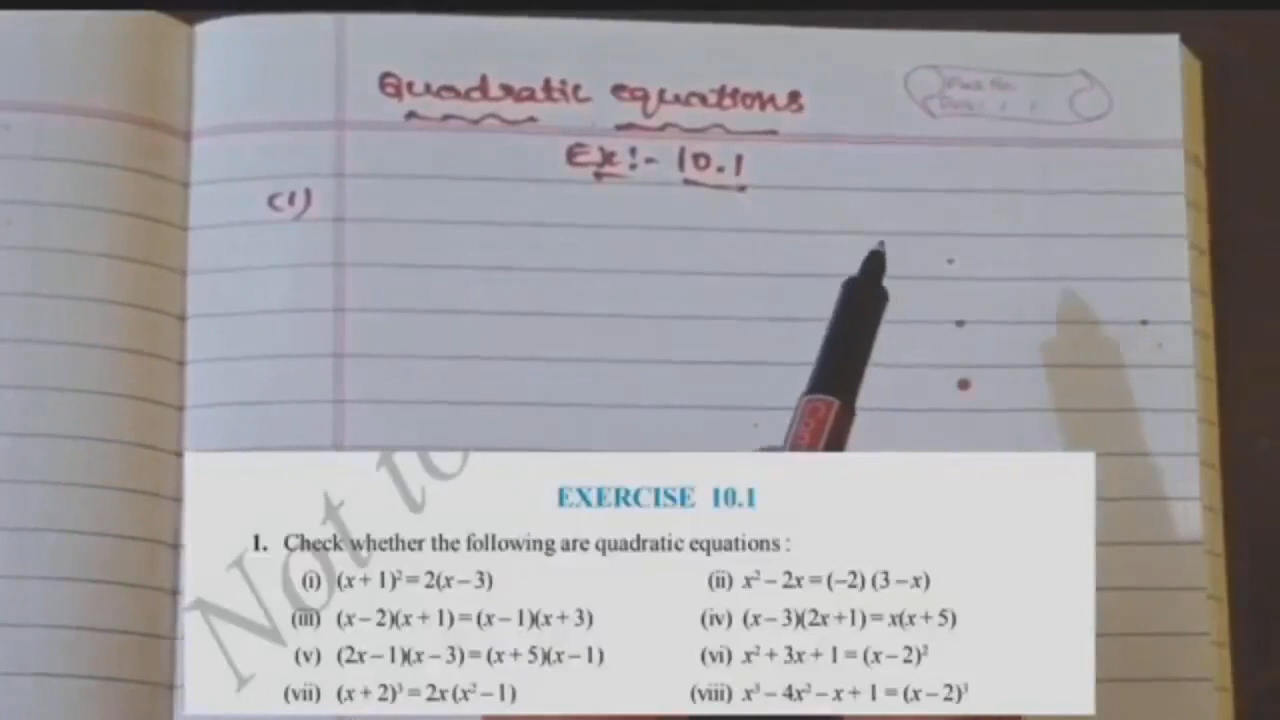 Quadratic equations
Ex:- 10.1
(1)
Con
Not to
EXERCISE 10.1
1. Check whether the following are quadratic equations :
(i) (x + 1)² = 2(x – 3) (ii) x² – 2x = (–2) (3 – x)
(iii) (x – 2)(x + 1) = (x – 1)(x + 3) (iv) (x – 3)(2x + 1) = x(x + 5)
(v) (2x – 1)(x – 3) = (x + 5)(x – 1) (vi) x² + 3x + 1 = (x – 2)²
(vii) (x + 2)³ = 2x (x² – 1) (viii) x³ – 4x² – x + 1 = (x – 2)³